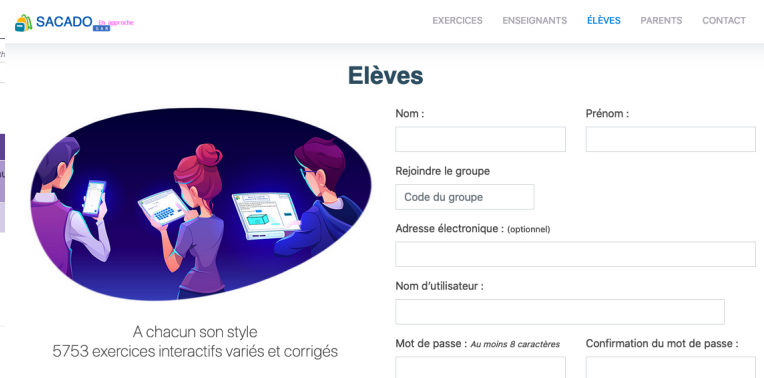 SACADO
En approche
EXERCICES ENSEIGNANTS ÉLÈVES PARENTS CONTACT
Elèves
Nom : Prénom :
Rejoindre le groupe
Code du groupe
Adresse électronique : (optionnel)
Nom d'utilisateur :
Mot de passe : Au moins 8 caractères Confirmation du mot de passe :
A chacun son style
5753 exercices interactifs variés et corrigés